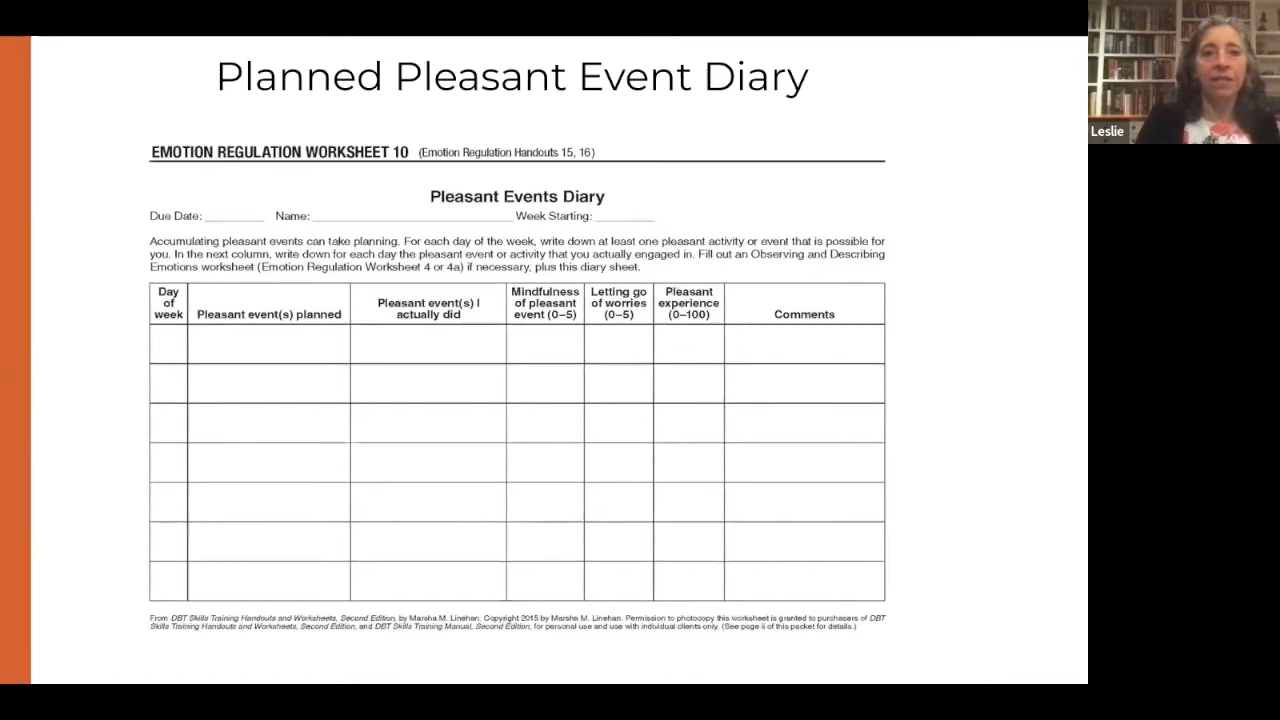 Planned Pleasant Event Diary
Leslie
EMOTION REGULATION WORKSHEET 10 (Emotion Regulation Handouts 15, 16)
Pleasant Events Diary
Due Date: ________ Name: ________________________ Week Starting: ________
Accumulating pleasant events can take planning. For each day of the week, write down at least one pleasant activity or event that is possible for
you. In the next column, write down for each day the pleasant event or activity that you actually engaged in. Fill out an Observing and Describing
Emotions worksheet (Emotion Regulation Worksheet 4 or 4a) if necessary, plus this diary sheet.
Day
of
week
Pleasant event(s) planned
Pleasant event(s) I
actually did
Mindfulness
of pleasant
event (0–5)
Letting go
of worries
(0–5)
Pleasant
experience
(0–100)
Comments
From DBT Skills Training Handouts and Worksheets, Second Edition, by Marsha M. Linehan. Copyright 2015 by Marsha M. Linehan. Permission to photocopy this worksheet is granted to purchasers of DBT
Skills Training Handouts and Worksheets, Second Edition, and DBT Skills Training Manual, Second Edition, for personal use and use with individual clients only. (See page ii of this packet for details.)